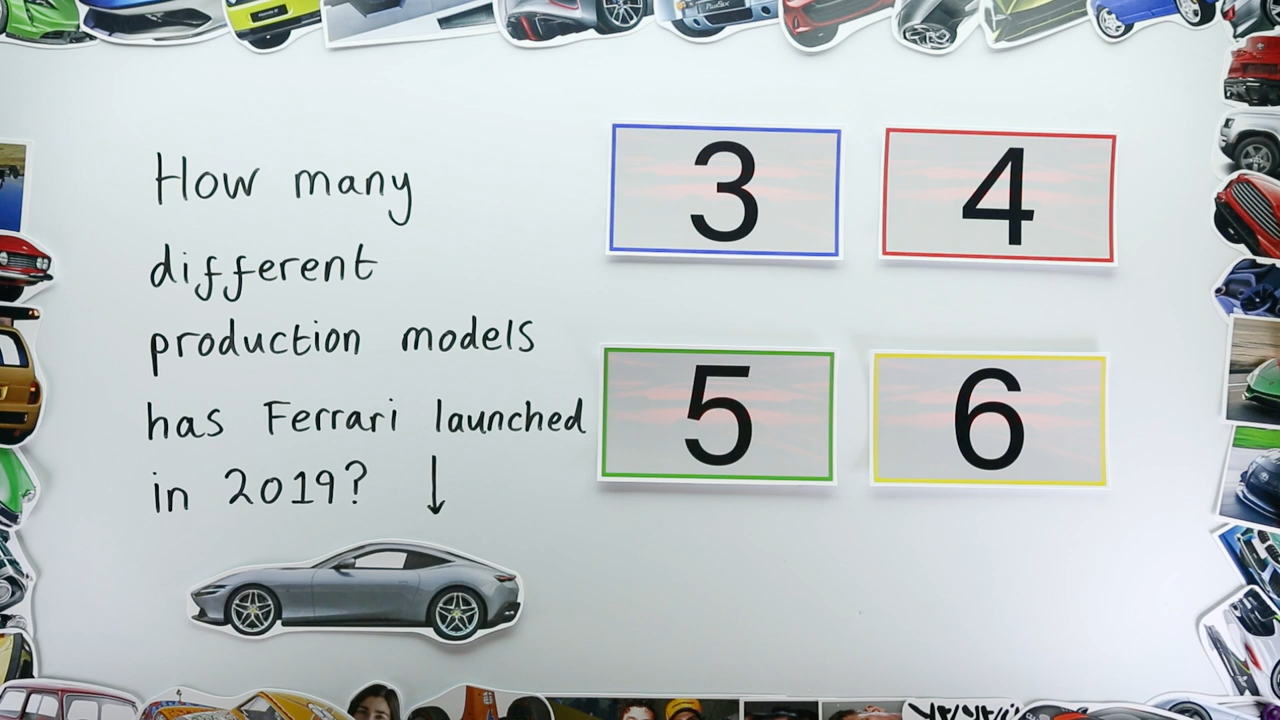 How many
different
production models
has Ferrari launched
in 2019?
3
4
5
6